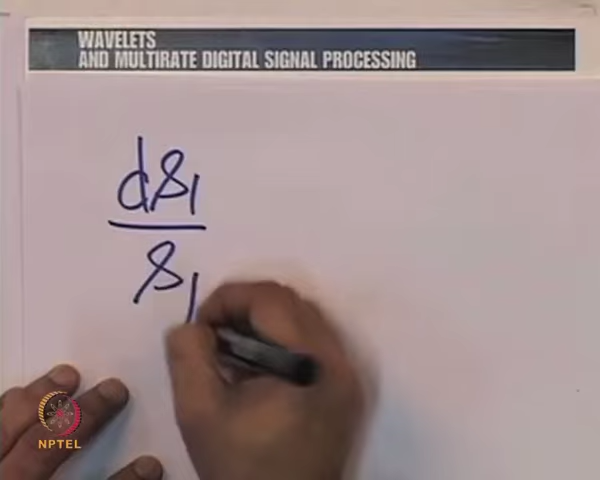 WAVELETS
AND MULTIRATE DIGITAL SIGNAL PROCESSING
ds₁
s₁
NPTEL